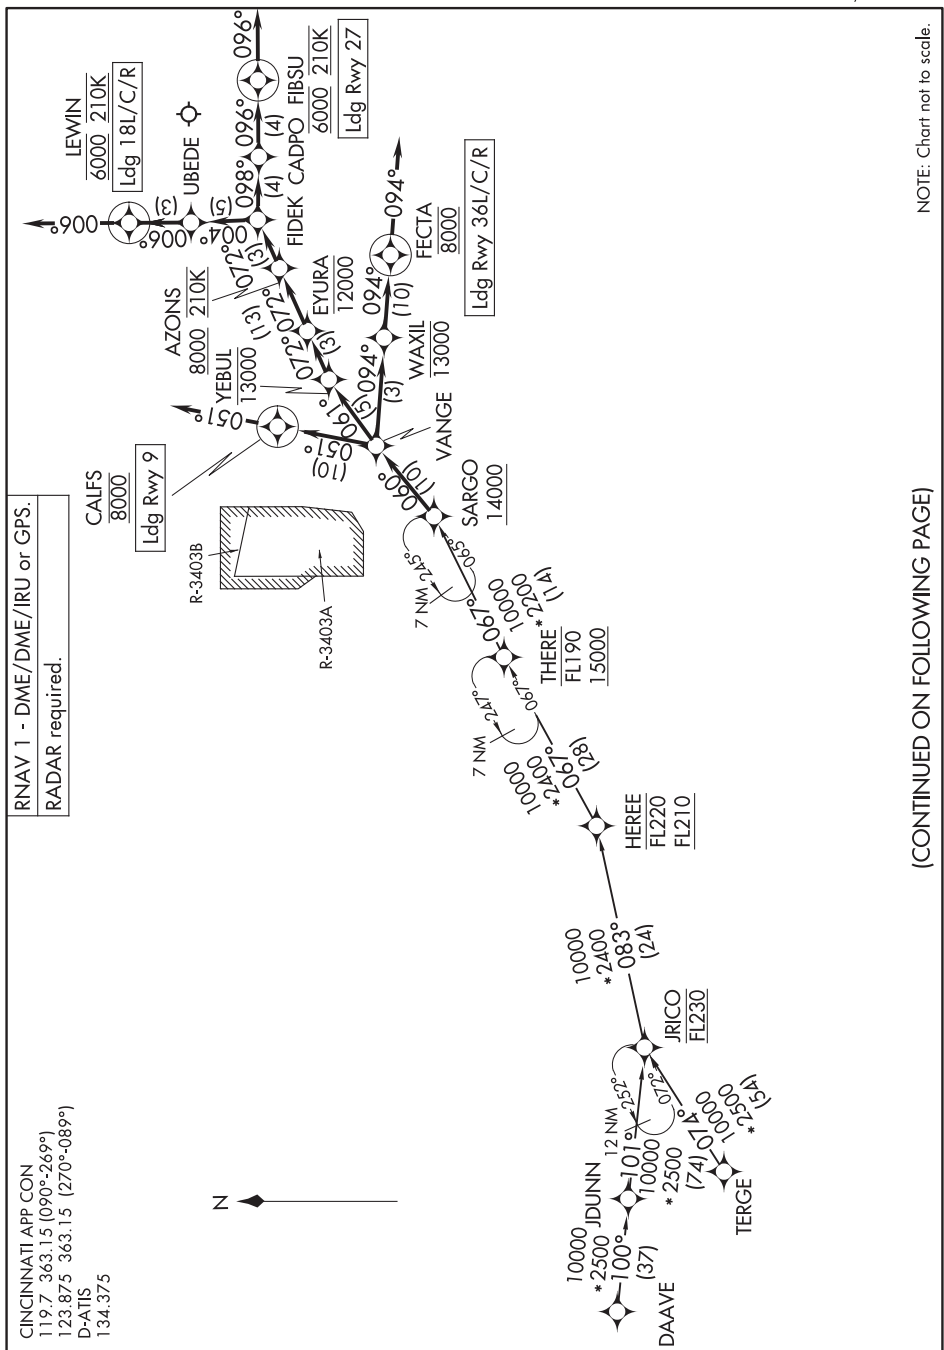 RNAV 1 - DME/DME/IRU or GPS.
RADAR required.
CINCINNATI APP CON
119.7 363.15 (090°-269°)
123.875 363.15 (270°-089°)
D-ATIS
134.375
N
LEWIN
6000 210K
Ldg 18L/C/R
UBEDE
006°
006°
(3)
004°
(5)
FIDEK
CADPO
FIBSU
6000 210K
Ldg Rwy 27
098°
(4)
096°
(4)
096°
AZONS
8000 210K
072°
(3)
072°
(13)
EYURA
12000
072°
(3)
YEBUL
13000
061°
(5)
CALFS
8000
Ldg Rwy 9
051°
051°
(10)
FECTA
8000
Ldg Rwy 36L/C/R
094°
094°
(10)
WAXIL
13000
094°
(3)
VANGE
060°
(10)
SARGO
14000
R-3403B
R-3403A
7 NM
245°
065°
067°
10000
*2200
(14)
THERE
FL190
15000
7 NM
247°
067°
10000
*2400
067°
(28)
HEREE
FL220
FL210
10000
*2400
083°
(24)
JRICO
FL230
12 NM
252°
072°
101°
10000
*2500
(74)
074°
10000
*2500
(54)
TERGE
JDUNN
10000
*2500
100°
(37)
DAAVE
NOTE: Chart not to scale.
(CONTINUED ON FOLLOWING PAGE)